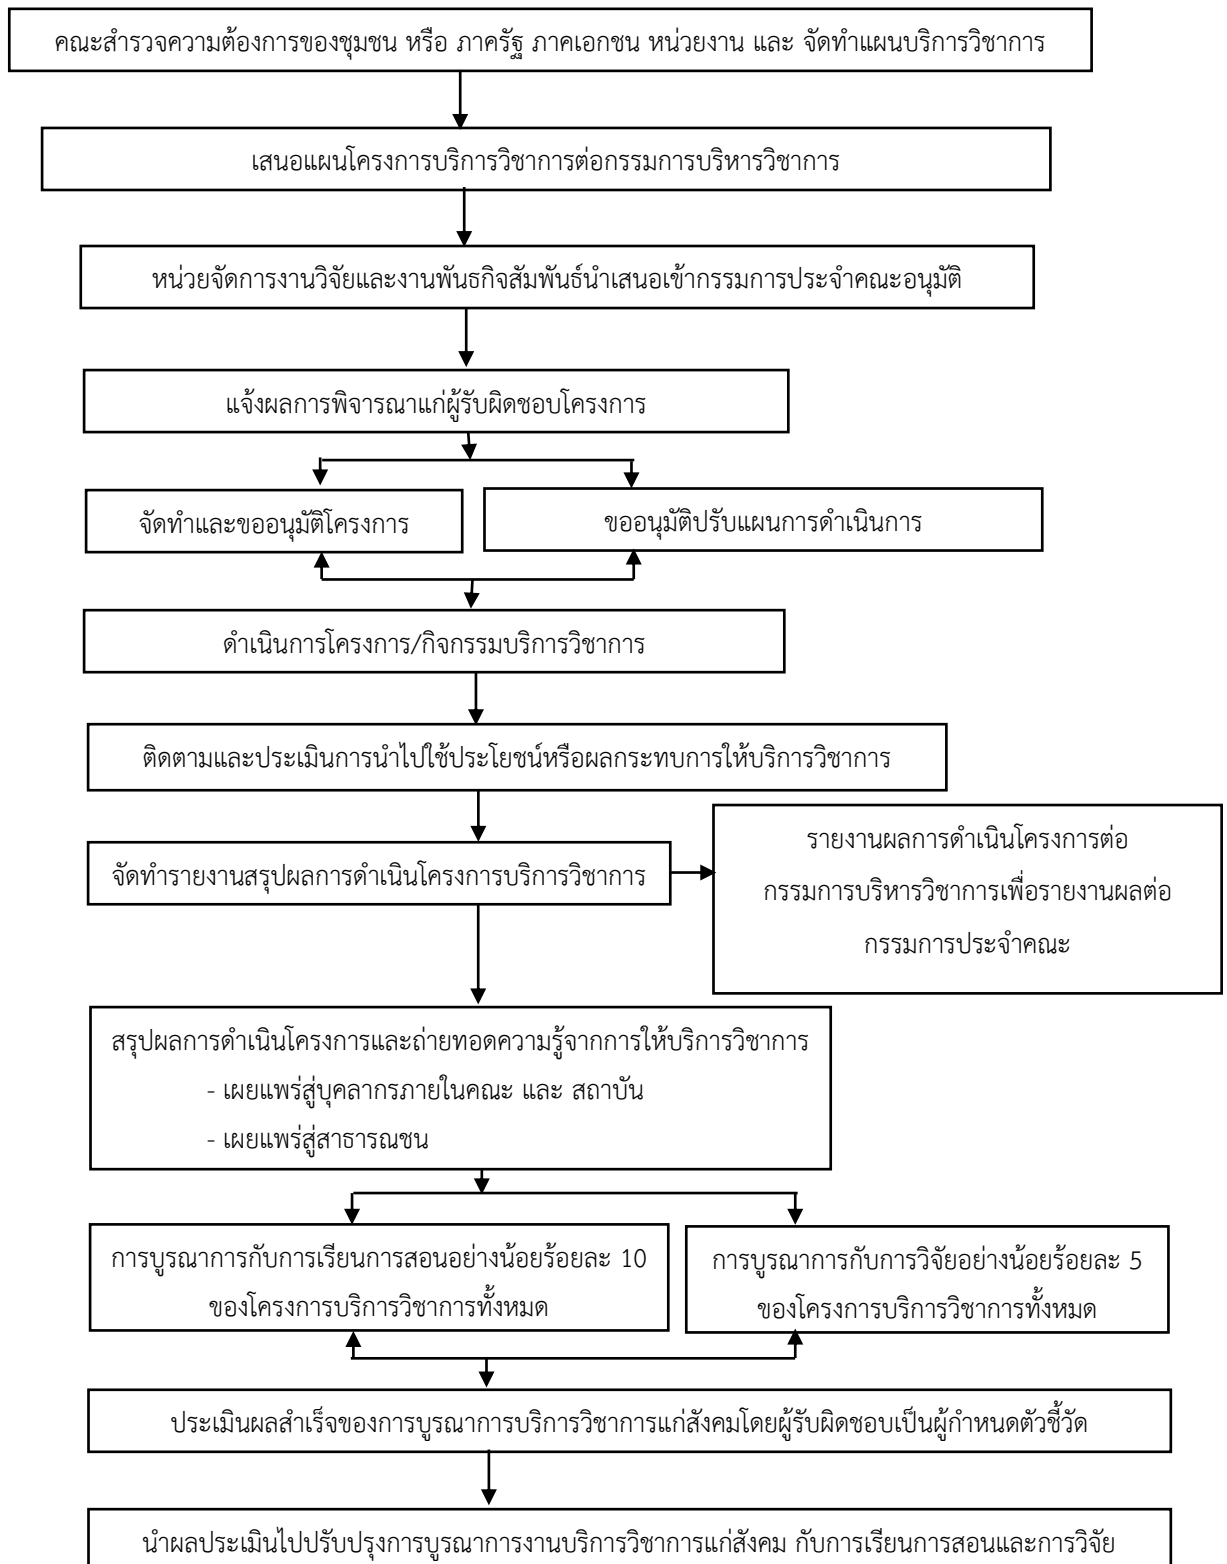 คณะสำรวจความต้องการของชุมชน หรือ ภาครัฐ ภาคเอกชน หน่วยงาน และ จัดทำแผนบริการวิชาการ
เสนอแผนโครงการบริการวิชาการต่อกรรมการบริหารวิชาการ
หน่วยจัดการงานวิจัยและงานพันธกิจสัมพันธ์นำเสนอเข้ากรรมการประจำคณะอนุมัติ
แจ้งผลการพิจารณาแก่ผู้รับผิดชอบโครงการ
จัดทำและขออนุมัติโครงการ
ขออนุมัติปรับแผนการดำเนินการ
ดำเนินการโครงการ/กิจกรรมบริการวิชาการ
ติดตามและประเมินการนำไปใช้ประโยชน์หรือผลกระทบการให้บริการวิชาการ
จัดทำรายงานสรุปผลการดำเนินโครงการบริการวิชาการ
รายงานผลการดำเนินโครงการต่อ
กรรมการบริหารวิชาการเพื่อรายงานผลต่อ
กรรมการประจำคณะ
สรุปผลการดำเนินโครงการและถ่ายทอดความรู้จากการให้บริการวิชาการ
- เผยแพร่สู่บุคลากรภายในคณะ และ สถาบัน
- เผยแพร่สู่สาธารณชน
การบูรณาการกับการเรียนการสอนอย่างน้อยร้อยละ 10
ของโครงการบริการวิชาการทั้งหมด
การบูรณาการกับการวิจัยอย่างน้อยร้อยละ 5
ของโครงการบริการวิชาการทั้งหมด
ประเมินผลสำเร็จของการบูรณาการบริการวิชาการแก่สังคมโดยผู้รับผิดชอบเป็นผู้กำหนดตัวชี้วัด
นำผลประเมินไปปรับปรุงการบูรณาการงานบริการวิชาการแก่สังคม กับการเรียนการสอนและการวิจัย